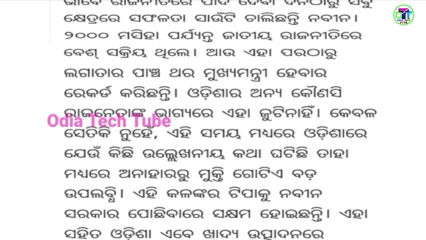 ଭାବେ ରାଜନୀତିରେ ପାଦ ଦେବା ଦିନଠାରୁ ସବୁ
କ୍ଷେତ୍ରରେ ସଫଳତା ସାଉଁଟି ଚାଲିଛନ୍ତି ନବୀନ।
୨୦୦୦ ମସିହା ପର୍ଯ୍ୟନ୍ତ ଜାତୀୟ ରାଜନୀତିରେ
ବେଶ୍ ସକ୍ରିୟ ଥିଲେ। ଆଉ ଏହା ପରଠାରୁ
ଲଗାତାର ପାଞ୍ଚ ଥର ମୁଖ୍ୟମନ୍ତ୍ରୀ ହେବାର
ରେକର୍ଡ କରିଛନ୍ତି। ଓଡ଼ିଶାର ଅନ୍ୟ କୌଣସି
ରାଜନେତାଙ୍କ ଭାଗ୍ୟରେ ଏହା ଜୁଟିନାହିଁ। କେବଳ
Odia Tech Tube
ସେତିକି ନୁହେଁ, ଏହି ସମୟ ମଧ୍ୟରେ ଓଡ଼ିଶାରେ
ଯେଉଁ କିଛି ଉଲ୍ଲେଖନୀୟ କଥା ଘଟିଛି ତାହା
ମଧ୍ୟରେ ଅନାହାରରୁ ମୁକ୍ତି ଗୋଟିଏ ବଡ଼
ଉପଲବ୍ଧି। ଏହି କଳଙ୍କର ଟିପାକୁ ନବୀନ
ସରକାର ପୋଛିବାରେ ସକ୍ଷମ ହୋଇଛନ୍ତି। ଏହା
ସହିତ ଓଡ଼ିଶା ଏବେ ଖାଦ୍ୟ ଉତ୍ପାଦନରେ